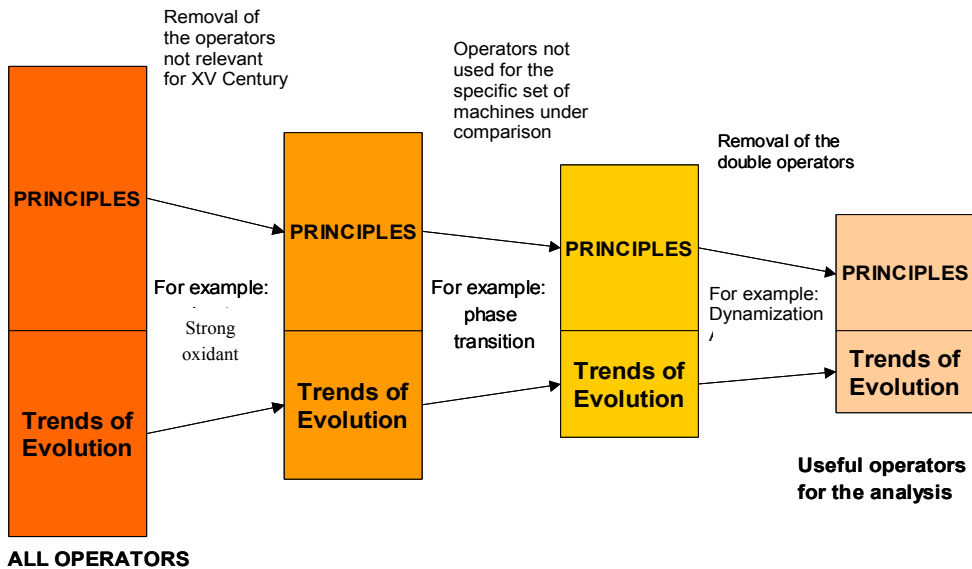 Removal of
the operators
not relevant
for XV Century
Operators not
used for the
specific set of
machines under
comparison
Removal of the
double operators
PRINCIPLES
PRINCIPLES
PRINCIPLES
PRINCIPLES
For example:
Strong
oxidant
For example:
phase
transition
For example:
Dynamization
/
Trends of
Evolution
Trends of
Evolution
Trends of
Evolution
Trends of
Evolution
Useful operators
for the analysis
ALL OPERATORS